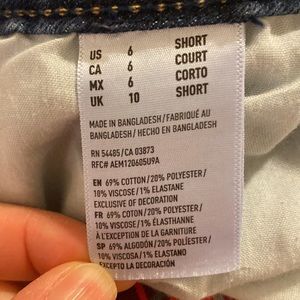 US 6 SHORT
CA 6 COURT
MX 6 CORTO
UK 10 SHORT
MADE IN BANGLADESH / FABRIQUÉ AU
BANGLADESH / HECHO EN BANGLADESH
RN 54485/CA 03873
RFC# AEM120605U9A
EN 69% COTTON/20% POLYESTER/
10% VISCOSE/1% ELASTANE
EXCLUSIVE OF DECORATION
FR 69% COTON/20% POLYESTER/
10% VISCOSE/1% ÉLASTHANNE
À L'EXCEPTION DE LA GARNITURE
SP 69% ALGODÓN/20% POLIÉSTER/
10% VISCOSA/1% ELASTANO
EXCEPTO LA DECORACIÓN